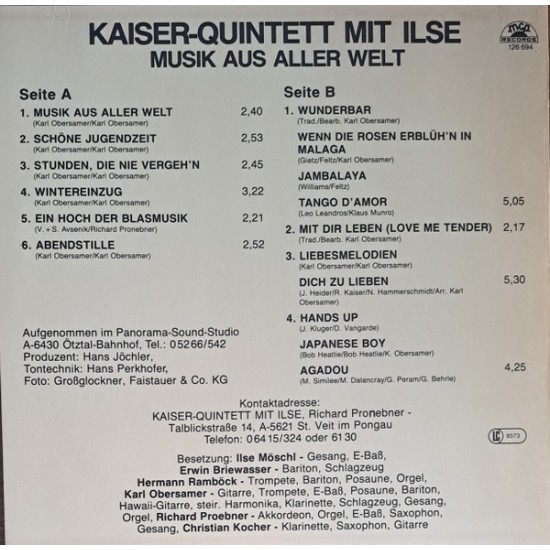 KAISER-QUINTETT MIT ILSE
MUSIK AUS ALLER WELT
mca
RECORDS
126 694
Seite A
1. MUSIK AUS ALLER WELT 2,40
(Karl Obersamer/Karl Obersamer)
2. SCHÖNE JUGENDZEIT 2,53
(Karl Obersamer/Karl Obersamer)
3. STUNDEN, DIE NIE VERGEH'N 2,45
(Karl Obersamer/Karl Obersamer)
4. WINTEREINZUG 3,22
(Karl Obersamer/Karl Obersamer)
5. EIN HOCH DER BLASMUSIK 2,21
(V. + S. Avsenik/Richard Pronebner)
6. ABENDSTILLE 2,52
(Karl Obersamer/Karl Obersamer)
Seite B
1. WUNDERBAR
(Trad./Bearb. Karl Obersamer)
WENN DIE ROSEN ERBLÜH'N IN
MALAGA
(Gietz/Feltz/Karl Obersamer)
JAMBALAYA
(Williams/Feltz)
TANGO D'AMOR 5,05
(Leo Leandros/Klaus Munro)
2. MIT DIR LEBEN (LOVE ME TENDER) 2,17
(Trad./Bearb. Karl Obersamer)
3. LIEBESMELODIEN
(Karl Obersamer/Karl Obersamer)
DICH ZU LIEBEN 5,30
(J. Heider/R. Kaiser/N. Hammerschmidt/Arr. Karl
Obersamer)
4. HANDS UP
(J. Kluger/D. Vangarde)
JAPANESE BOY
(Bob Heatlie/Bob Heatlie/K. Obersamer)
AGADOU 4,25
(M. Similee/M. Dalancray/G. Peram/G. Behrle)
Aufgenommen im Panorama-Sound-Studio
A-6430 Ötztal-Bahnhof, Tel.: 05266/542
Produzent: Hans Jöchler,
Tontechnik: Hans Perkhofer,
Foto: Großglockner, Faistauer & Co. KG
Kontaktadresse:
KAISER-QUINTETT MIT ILSE, Richard Pronebner -
Talblickstraße 14, A-5621 St. Veit im Pongau
Telefon: 06415/324 oder 6130
LC 8573
Besetzung: Ilse Möschl - Gesang, E-Baß,
Erwin Briewasser - Bariton, Schlagzeug
Hermann Ramböck - Trompete, Bariton, Posaune, Orgel,
Karl Obersamer - Gitarre, Trompete, E-Baß, Posaune, Bariton,
Hawaii-Gitarre, steir. Harmonika, Klarinette, Schlagzeug, Gesang,
Orgel, Richard Proebner - Akkordeon, Orgel, E-Baß, Saxophon,
Gesang, Christian Kocher - Klarinette, Saxophon, Gitarre